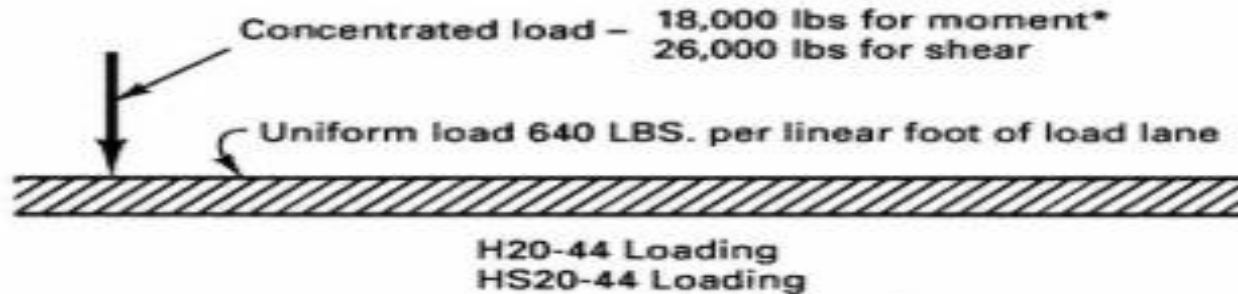 Concentrated load – 18,000 lbs for moment*
26,000 lbs for shear
Uniform load 640 LBS. per linear foot of load lane
H20-44 Loading
HS20-44 Loading